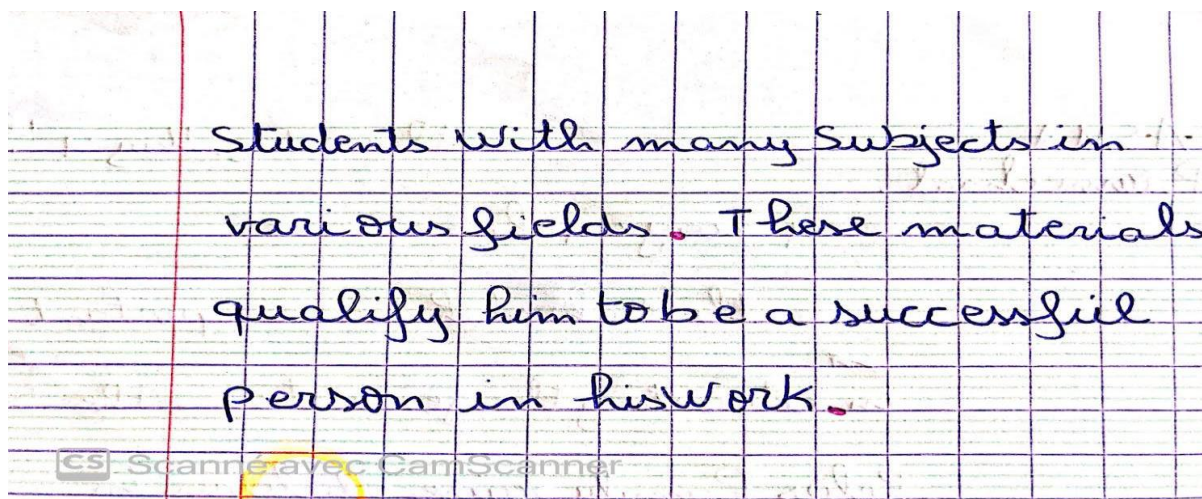 Students With many Subjects in
various fields. These materials
qualify him to be a successful
person in his work.
CS Scanné avec CamScanner